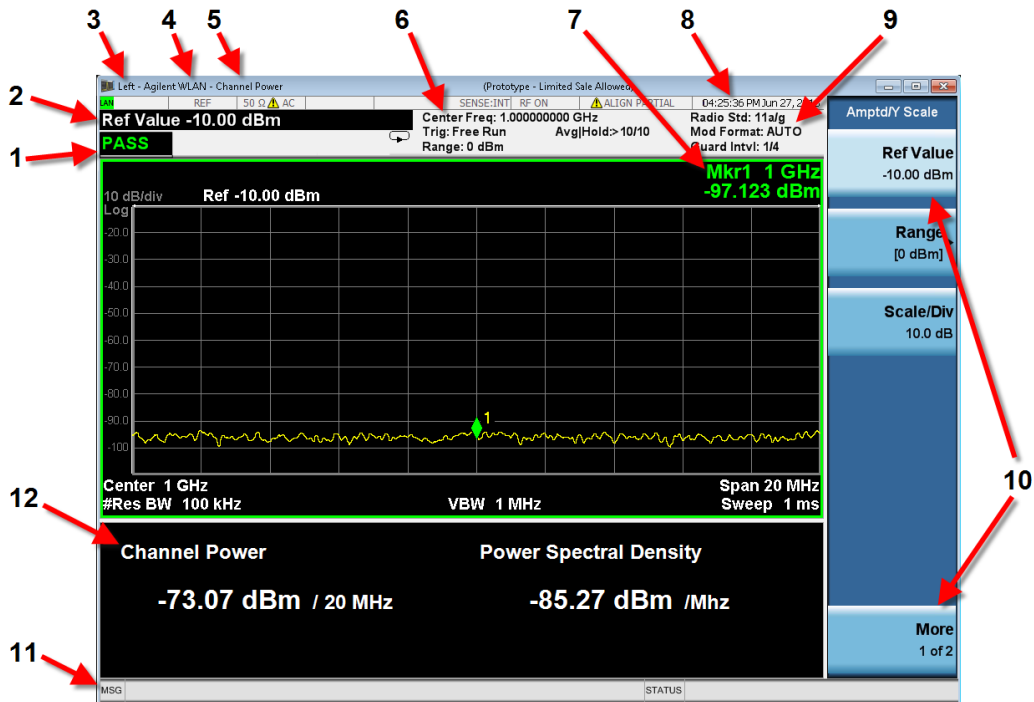 3 4 5 6 7 8 9
Left - Agilent WLAN - Channel Power (Prototype - Limited Sale Allowed)
LAN REF 50 Ω AC SENSE:INT RF ON ALIGN PARTIAL 04:25:36 PM Jun 27,
2
Ref Value -10.00 dBm
Center Freq: 1.000000000 GHz
Radio Std: 11a/g
Trig: Free Run Avg|Hold:>10/10
Mod Format: AUTO
Range: 0 dBm
Guard Intvl: 1/4
1
PASS
Mkr1 1 GHz
-97.123 dBm
10 dB/div Ref -10.00 dBm
Log
-20.0
-30.0
-40.0
-50.0
-60.0
-70.0
-80.0
-90.0
-100
1
Center 1 GHz Span 20 MHz
#Res BW 100 kHz VBW 1 MHz Sweep 1 ms
12
Channel Power Power Spectral Density
-73.07 dBm / 20 MHz -85.27 dBm /Mhz
11
MSG STATUS
Amptd/Y Scale
Ref Value
-10.00 dBm
Range
[0 dBm]
Scale/Div
10.0 dB
10
More
1 of 2